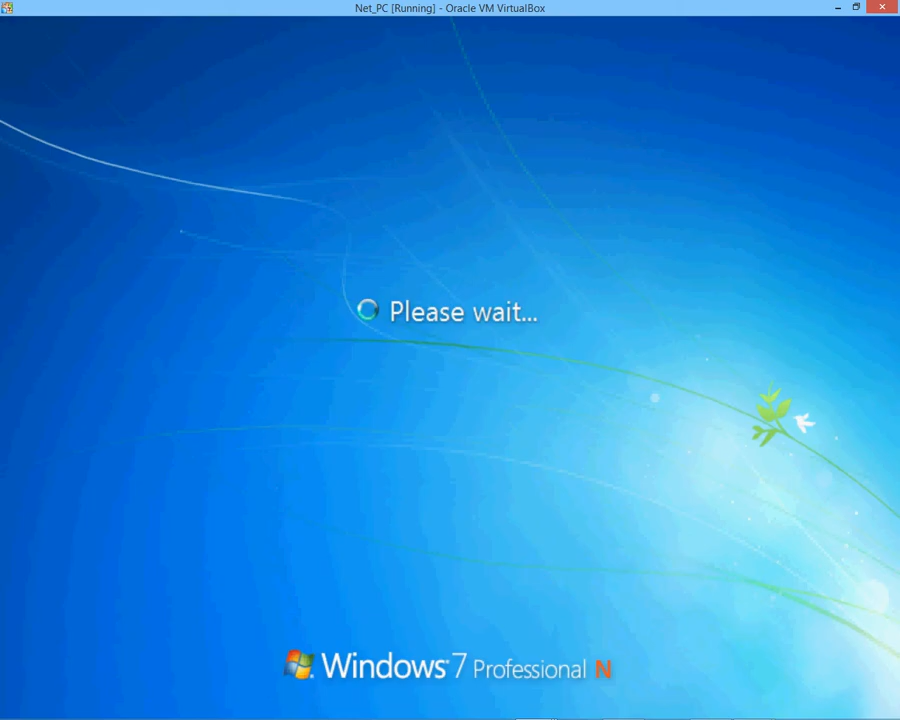 Net_PC [Running] - Oracle VM VirtualBox
Please wait...
Windows 7 Professional N